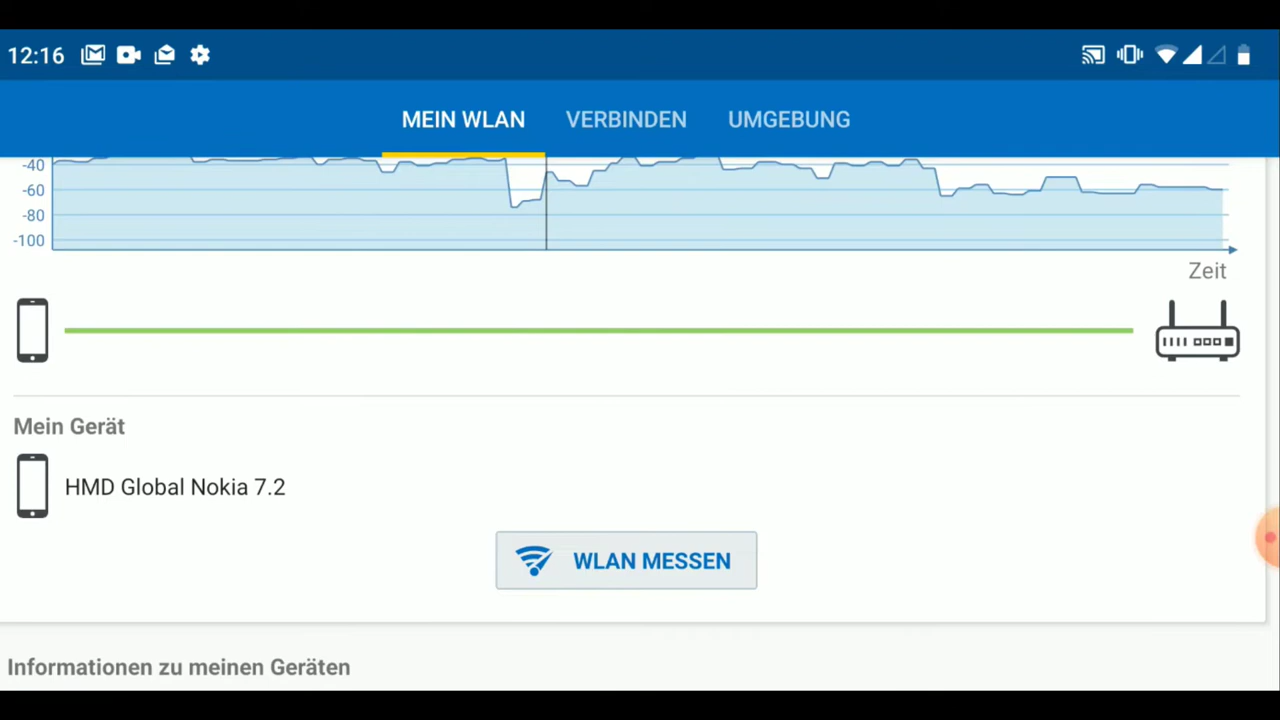 12:16
MEIN WLAN VERBINDEN UMGEBUNG
-40
-60
-80
-100
Zeit
Mein Gerät
HMD Global Nokia 7.2
WLAN MESSEN
Informationen zu meinen Geräten